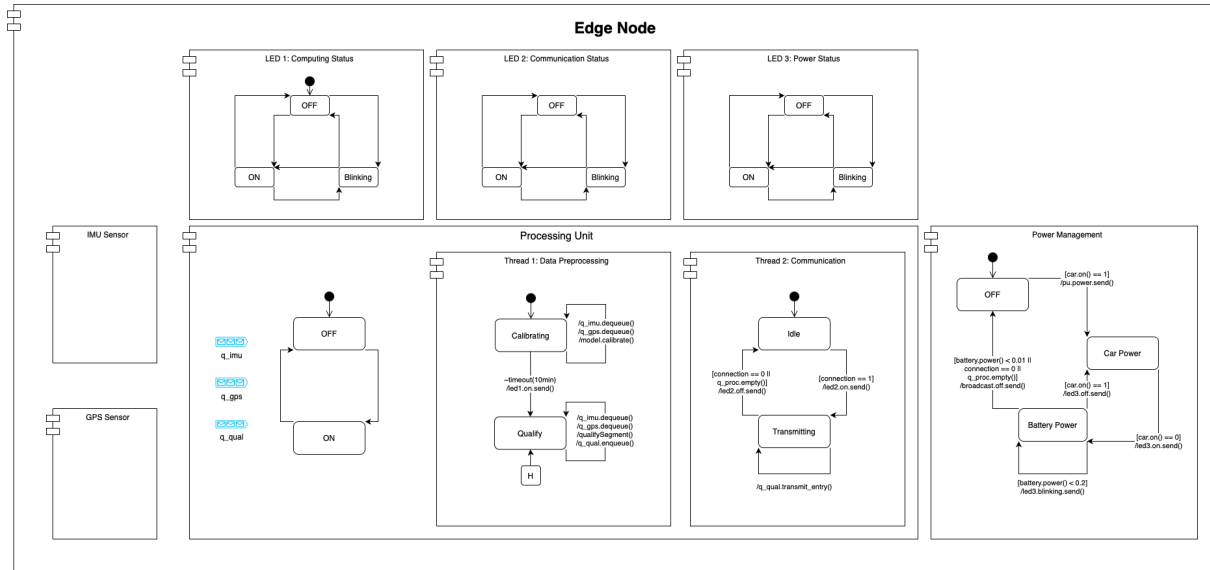 Edge Node
LED 1: Computing Status
OFF
ON
Blinking
LED 2: Communication Status
OFF
ON
Blinking
LED 3: Power Status
OFF
ON
Blinking
IMU Sensor
GPS Sensor
Processing Unit
q_imu
q_gps
q_qual
OFF
ON
Thread 1: Data Preprocessing
Calibrating
/q_imu.dequeue()
/q_gps.dequeue()
/model.calibrate()
~timeout(10min)
/led1.on.send()
Qualify
/q_imu.dequeue()
/q_gps.dequeue()
/qualifySegment()
/q_qual.enqueue()
H
Thread 2: Communication
Idle
[connection == 0 ||
q_proc.empty()]
/led2.off.send()
[connection == 1]
/led2.on.send()
Transmitting
/q_qual.transmit_entry()
Power Management
OFF
[car.on() == 1]
/pu.power.send()
Car Power
[battery.power() < 0.01 ||
connection == 0 ||
q_proc.empty()]
/broadcast.off.send()
[car.on() == 1]
/led3.off.send()
Battery Power
[car.on() == 0]
/led3.on.send()
[battery.power() < 0.2]
/led3.blinking.send()